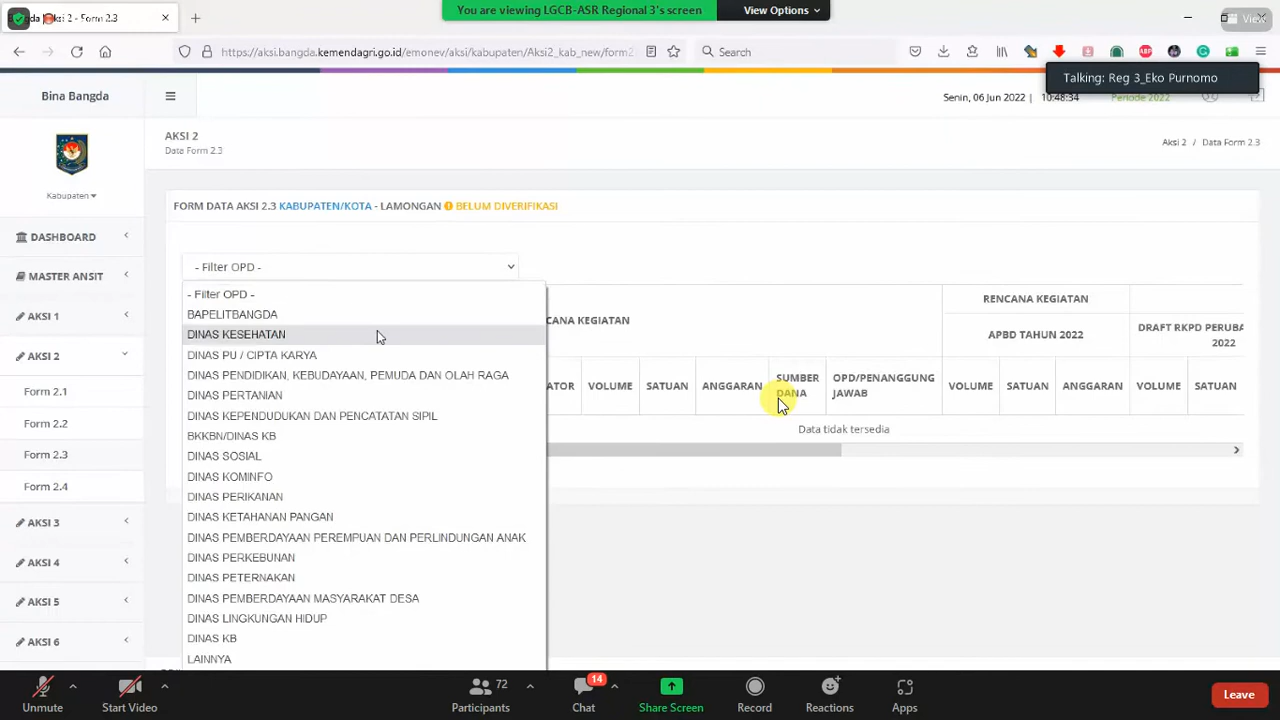 You are viewing LGCB-ASR Regional 3's screen
View Options
View
Aksi 2 - Form 2.3
https://aksi.bangda.kemendagri.go.id/emonev/aksi/kabupaten/Aksi2_kab_new/form2
Search
ABP
Talking: Reg 3_Eko Purnomo
Bina Bangda
Senin, 06 Jun 2022 | 10:48:34
Periode 2022
AKSI 2
Data Form 2.3
Aksi 2 / Data Form 2.3
Kabupaten
FORM DATA AKSI 2.3 KABUPATEN/KOTA - LAMONGAN BELUM DIVERIFIKASI
DASHBOARD
MASTER ANSIT
AKSI 1
AKSI 2
Form 2.1
Form 2.2
Form 2.3
Form 2.4
AKSI 3
AKSI 4
AKSI 5
AKSI 6
- Filter OPD -
- Filter OPD -
BAPELITBANGDA
DINAS KESEHATAN
DINAS PU / CIPTA KARYA
DINAS PENDIDIKAN, KEBUDAYAAN, PEMUDA DAN OLAH RAGA
DINAS PERTANIAN
DINAS KEPENDUDUKAN DAN PENCATATAN SIPIL
BKKBN/DINAS KB
DINAS SOSIAL
DINAS KOMINFO
DINAS PERIKANAN
DINAS KETAHANAN PANGAN
DINAS PEMBERDAYAAN PEREMPUAN DAN PERLINDUNGAN ANAK
DINAS PERKEBUNAN
DINAS PETERNAKAN
DINAS PEMBERDAYAAN MASYARAKAT DESA
DINAS LINGKUNGAN HIDUP
DINAS KB
LAINNYA
CANA KEGIATAN
RENCANA KEGIATAN
APBD TAHUN 2022
DRAFT RKPD PERUBA
2022
ATOR
VOLUME
SATUAN
ANGGARAN
SUMBER
DANA
OPD/PENANGGUNG
JAWAB
VOLUME
SATUAN
ANGGARAN
VOLUME
SATUAN
Data tidak tersedia
Unmute
Start Video
72
Participants
14
Chat
Share Screen
Record
Reactions
Apps
Leave